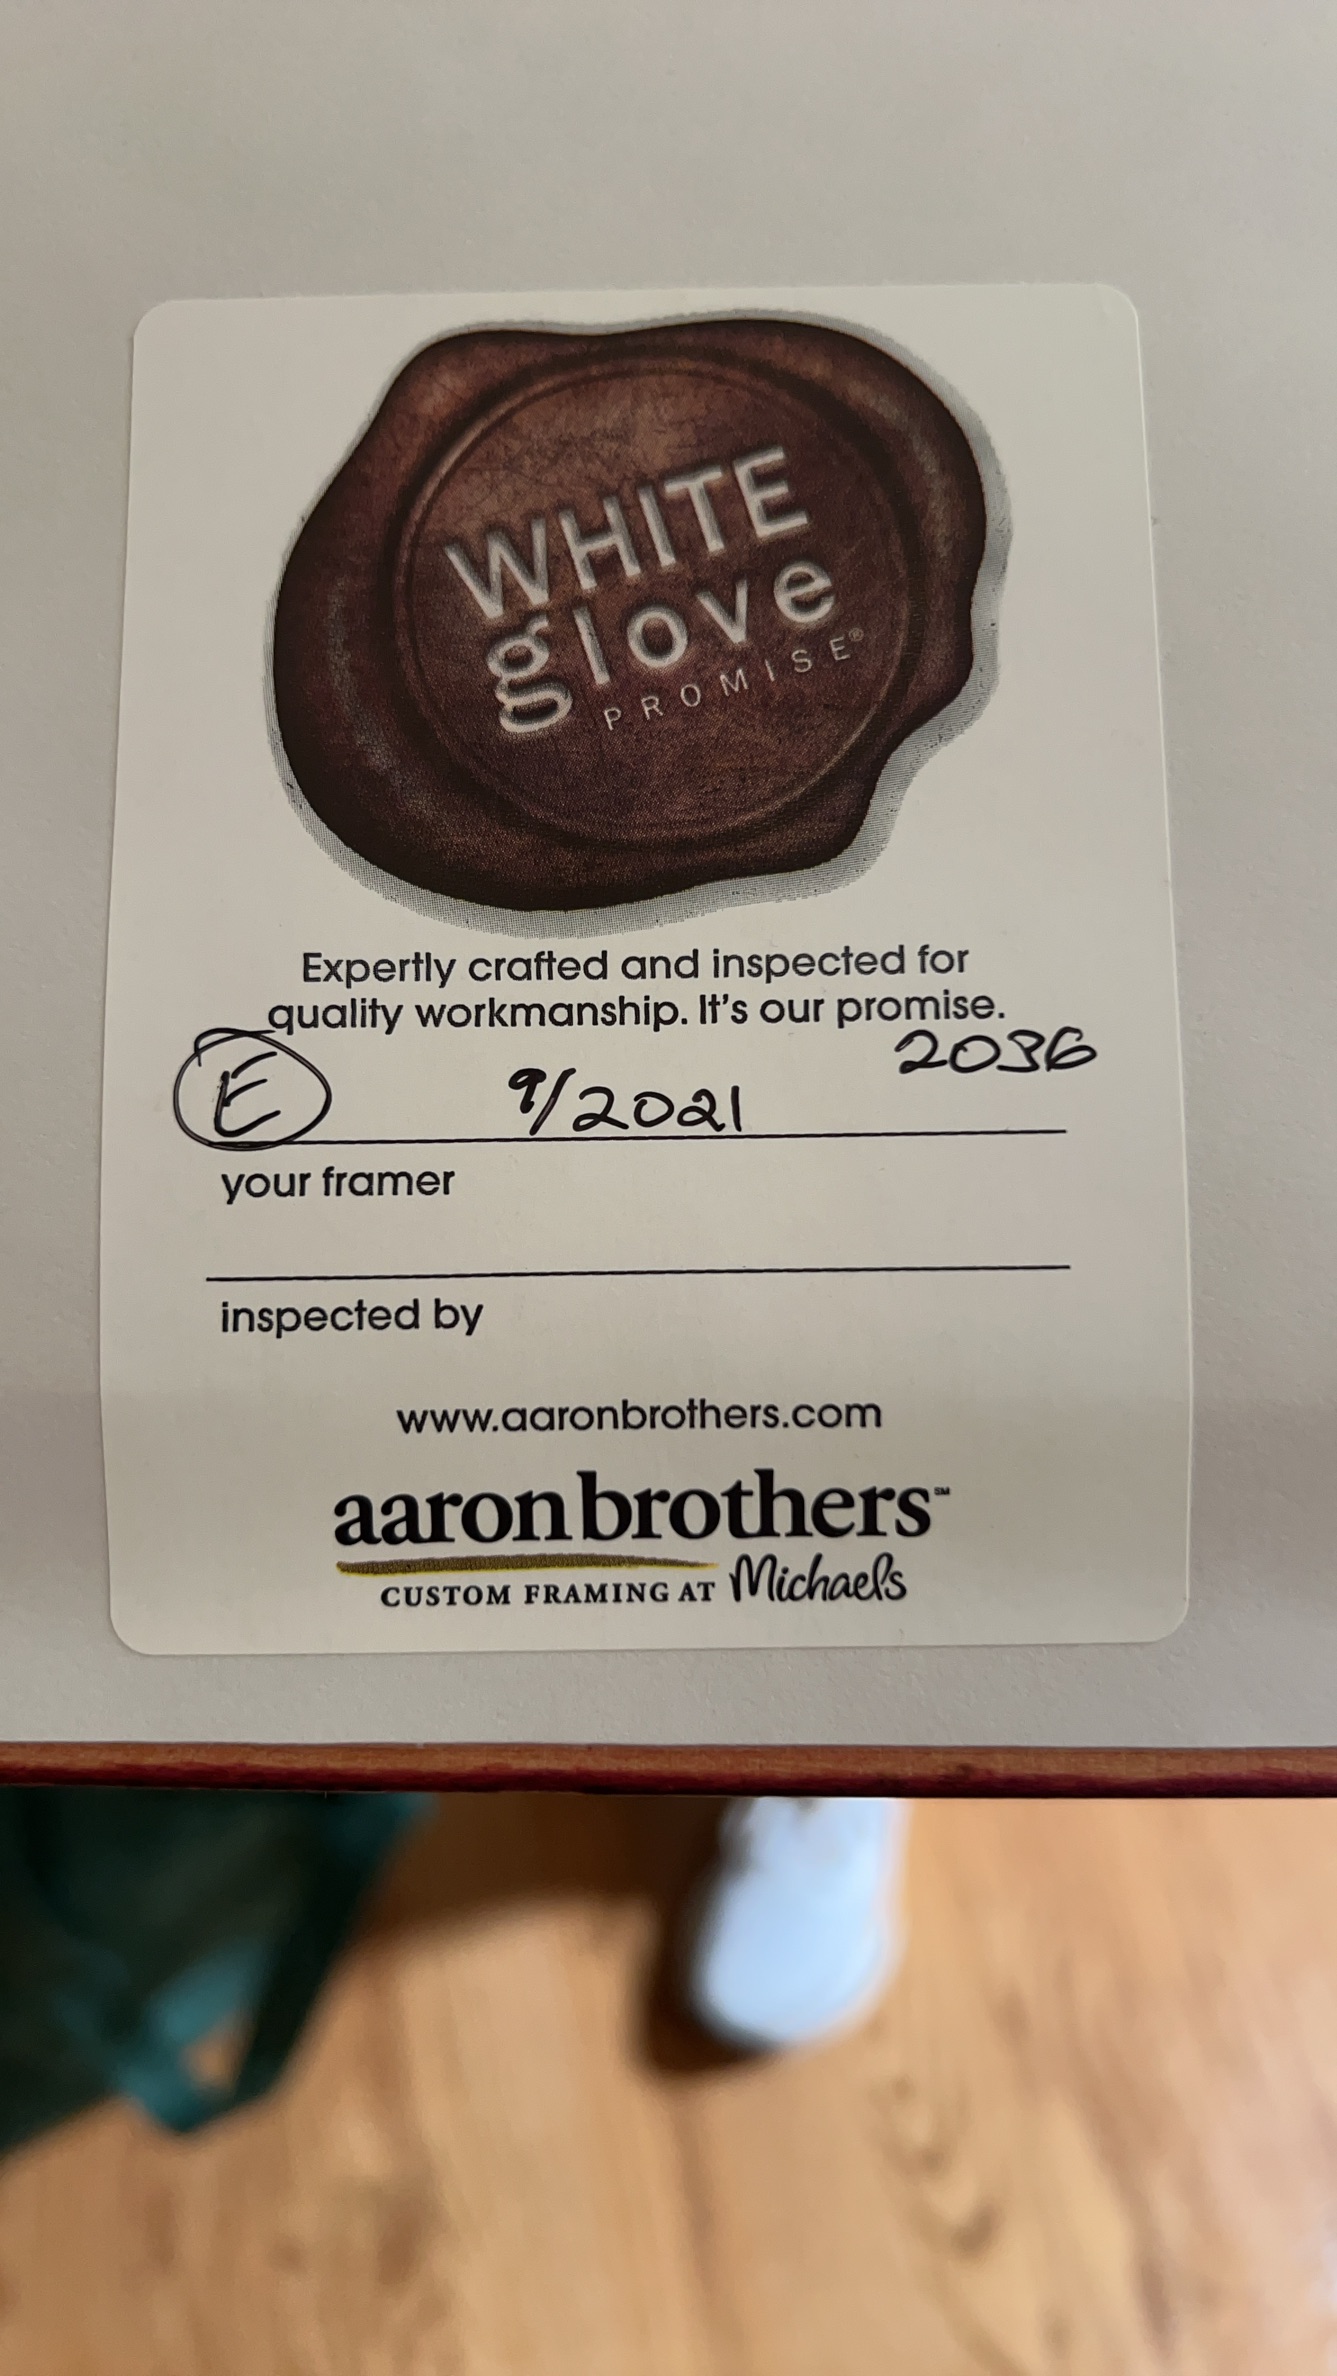 WHITE
glove
PROMISE®
Expertly crafted and inspected for
quality workmanship. It's our promise.
2036
E 9/2021
your framer
inspected by
www.aaronbrothers.com
aaronbrothers℠
CUSTOM FRAMING AT Michaels